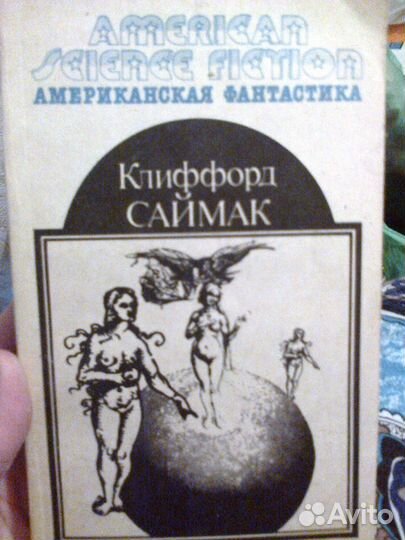 AMERICAN
SCIENCE FICTION
АМЕРИКАНСКАЯ ФАНТАСТИКА
Клиффорд
САЙМАК
Avito